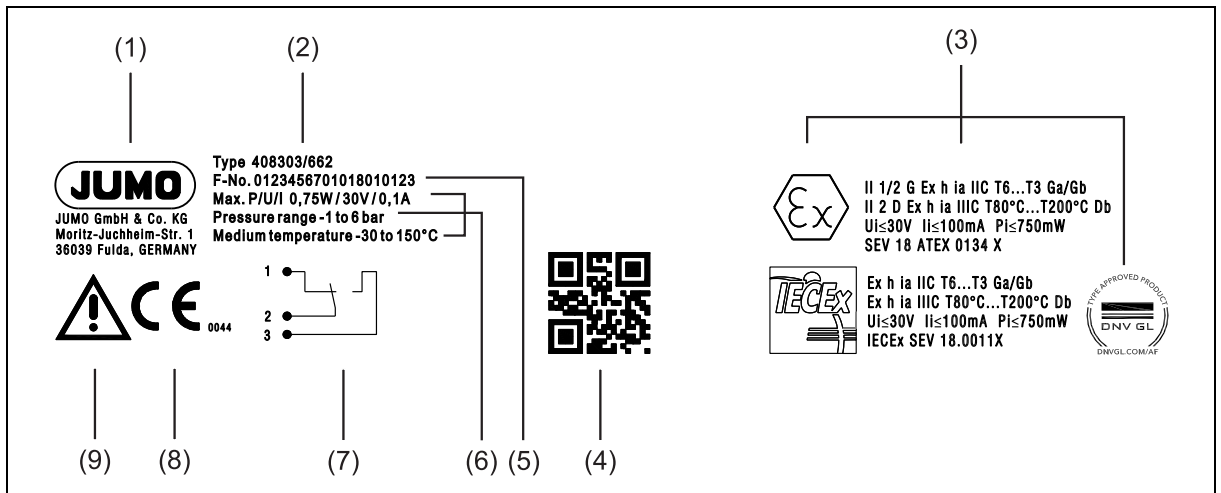 (1)
(2)
(3)
JUMO
JUMO GmbH & Co. KG
Moritz-Juchheim-Str. 1
36039 Fulda, GERMANY
Type 408303/662
F-No. 0123456701018010123
Max. P/U/I 0,75W/30V/0,1A
Pressure range -1 to 6 bar
Medium temperature -30 to 150°C
1
2
3
0044
Ex
II 1/2 G Ex h ia IIC T6...T3 Ga/Gb
II 2 D Ex h ia IIIC T80°C...T200°C Db
Ui≤30V Ii≤100mA Pi≤750mW
SEV 18 ATEX 0134 X
IECEx
Ex h ia IIC T6...T3 Ga/Gb
Ex h ia IIIC T80°C...T200°C Db
Ui≤30V Ii≤100mA Pi≤750mW
IECEx SEV 18.0011X
TYPE APPROVED PRODUCT
DNV GL
DNVGL.COM/AF
(9)
(8)
(7)
(6)
(5)
(4)